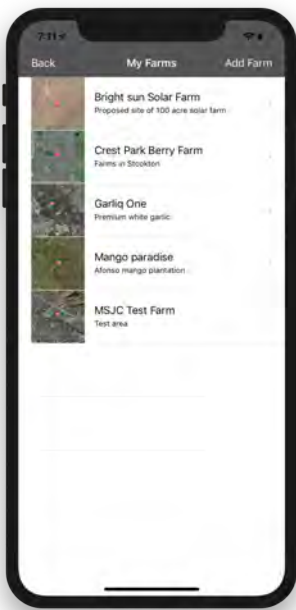 7:11
Back My Farms Add Farm
Bright sun Solar Farm
Proposed site of 100 acre solar farm
Crest Park Berry Farm
Farms in Stockton
Garliq One
Premium white garlic
Mango paradise
Afonso mango plantation
MSJC Test Farm
Test area